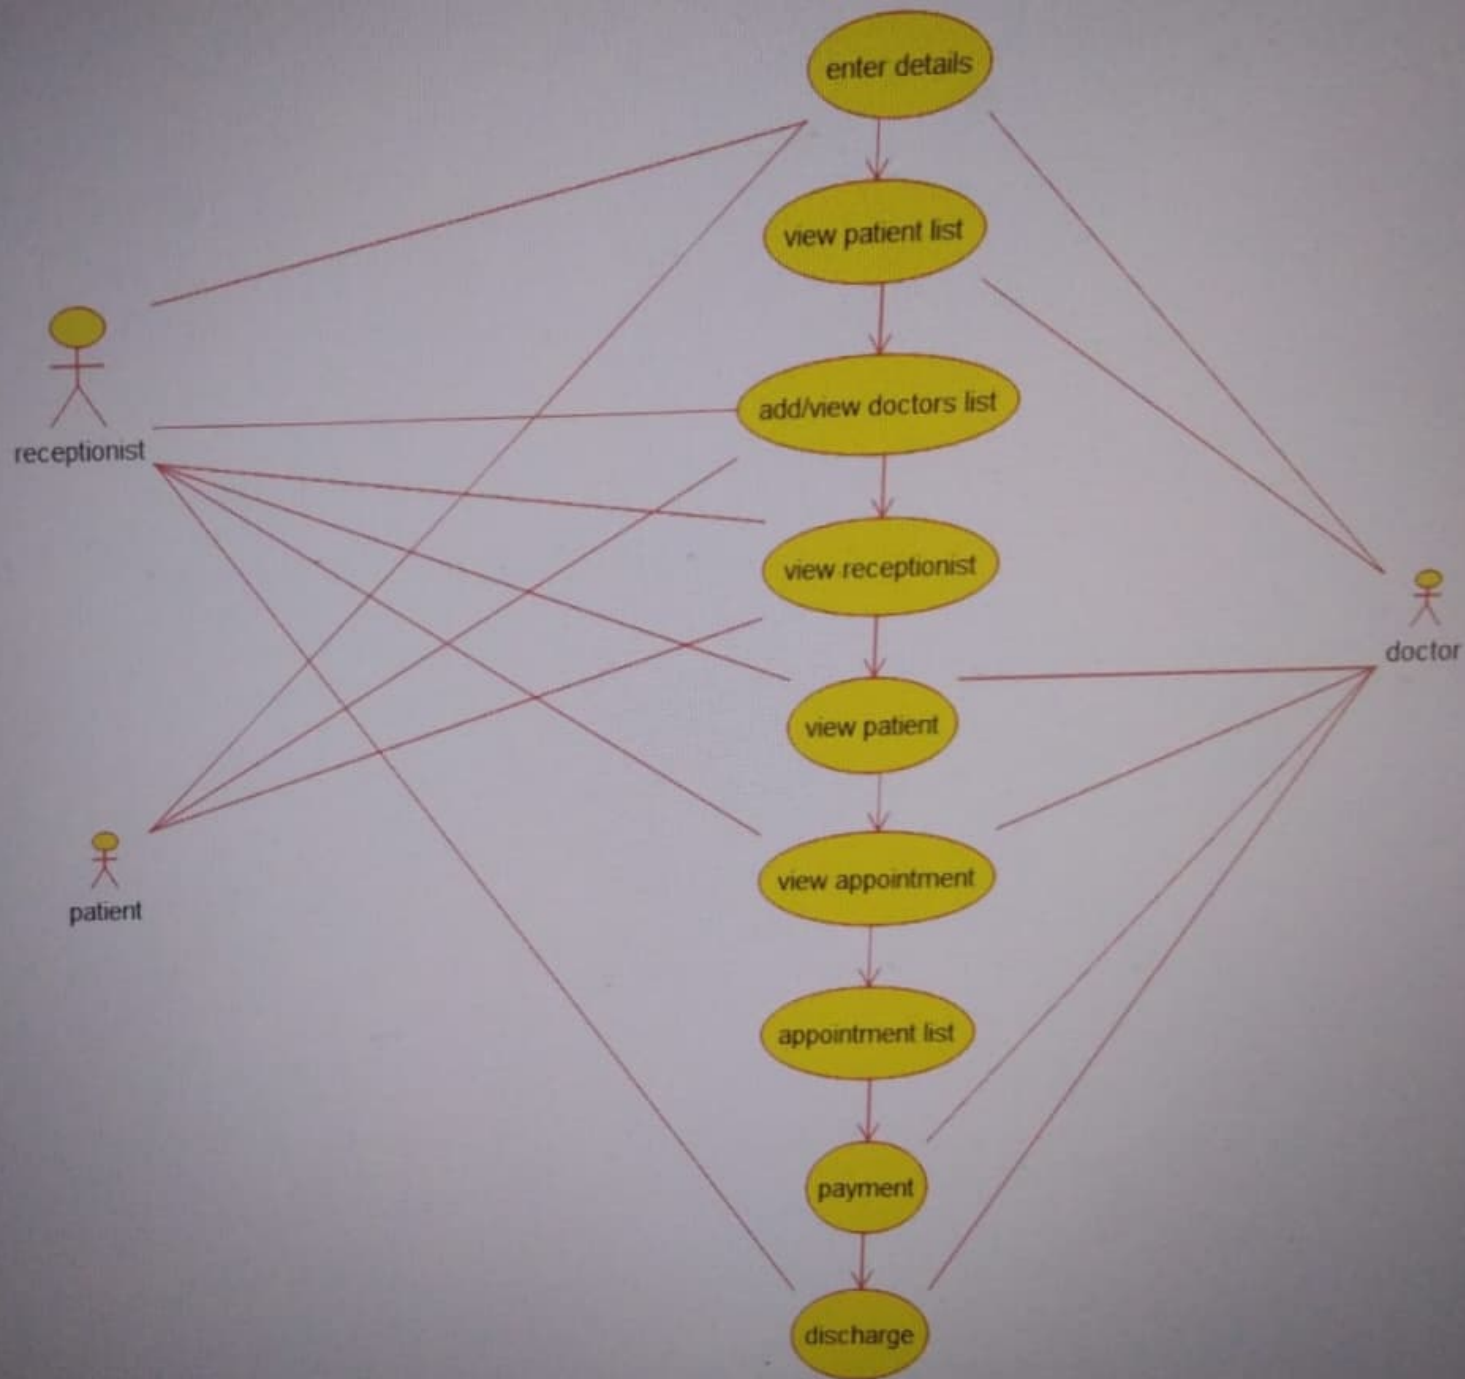 enter details
view patient list
add/view doctors list
receptionist
view receptionist
doctor
view patient
view appointment
patient
appointment list
payment
discharge